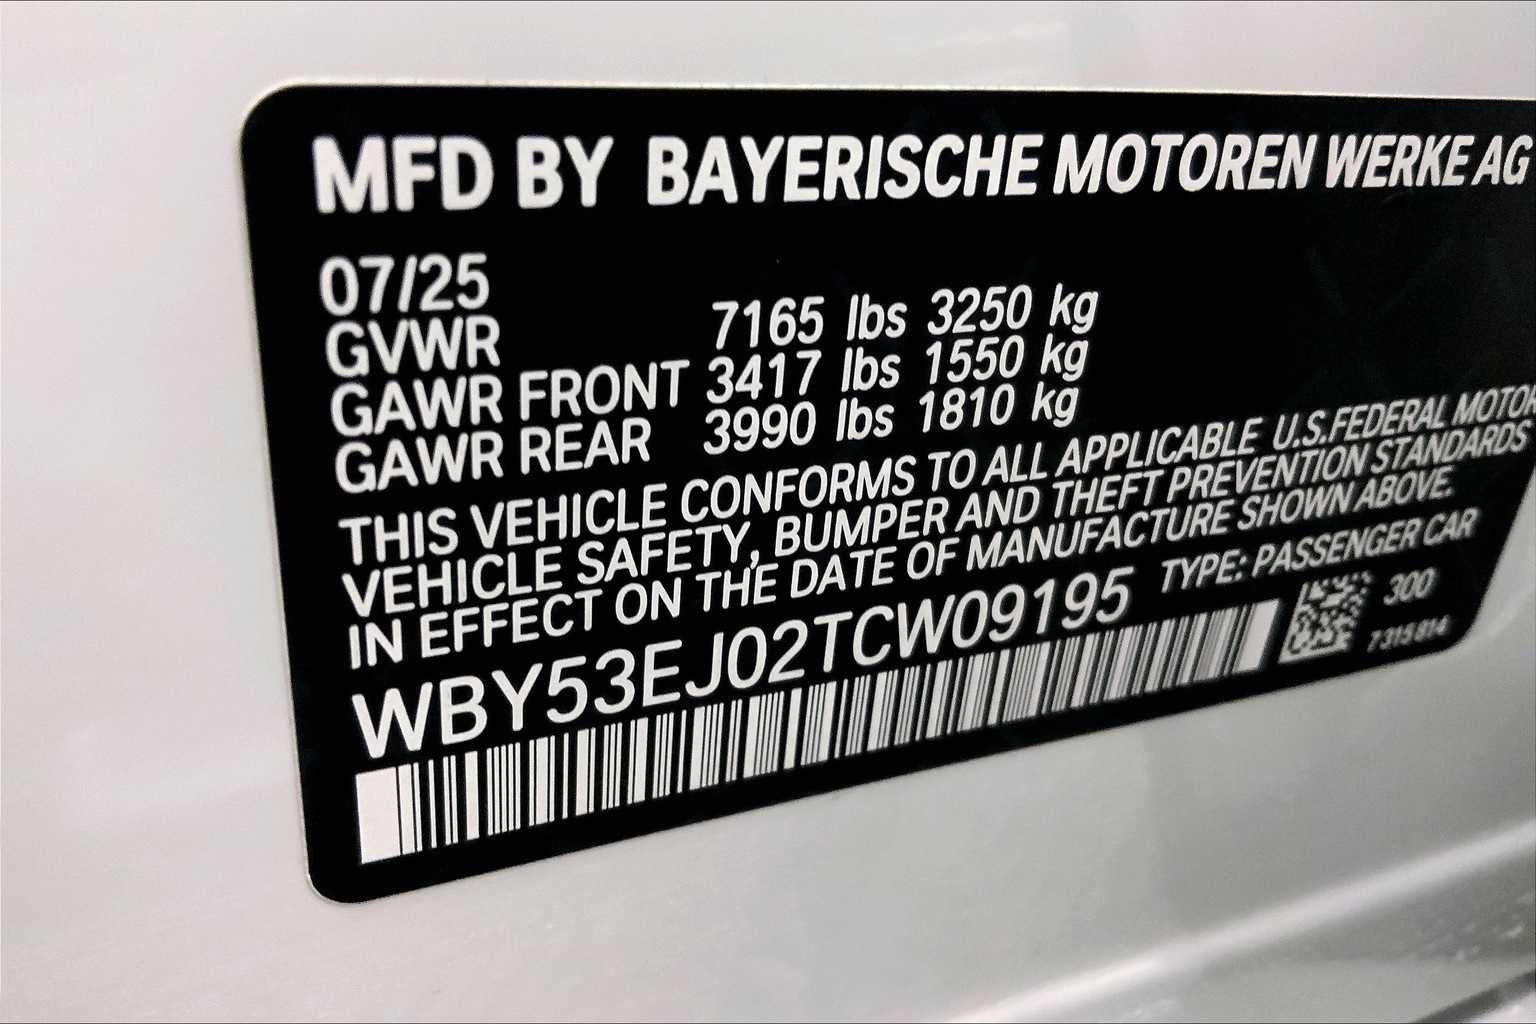 MFD BY BAYERISCHE MOTOREN WERKE AG
07/25
GVWR 7165 lbs 3250 kg
GAWR FRONT 3417 lbs 1550 kg
GAWR REAR 3990 lbs 1810 kg
THIS VEHICLE CONFORMS TO ALL APPLICABLE U.S.FEDERAL MOTOR
VEHICLE SAFETY, BUMPER AND THEFT PREVENTION STANDARDS
IN EFFECT ON THE DATE OF MANUFACTURE SHOWN ABOVE.
WBY53EJ02TCW09195 TYPE: PASSENGER CAR
300
7315814